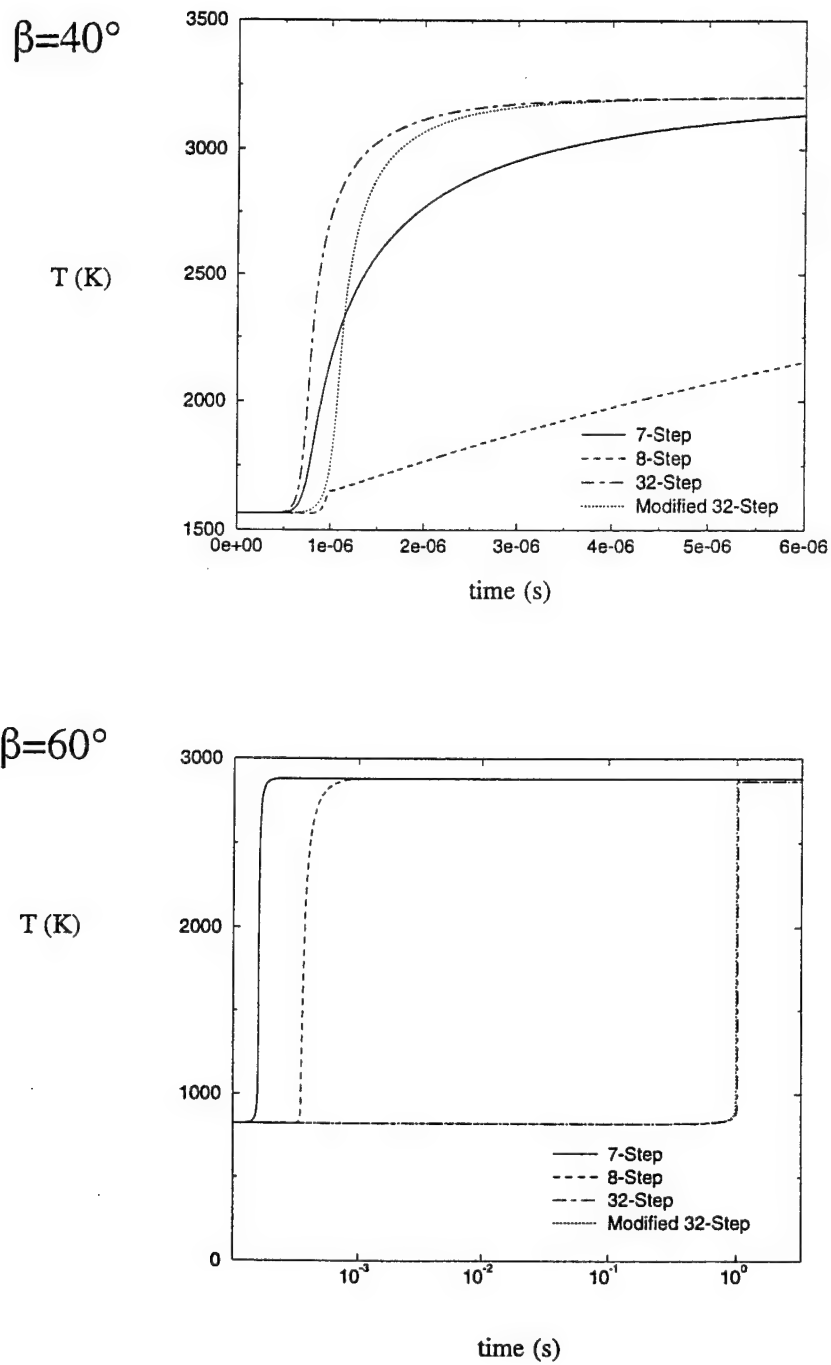 β=40°
3500
3000
T (K)
2500
2000
1500
7-Step
8-Step
32-Step
Modified 32-Step
0e+00 1e-06 2e-06 3e-06 4e-06 5e-06 6e-06
time (s)
β=60°
3000
T (K)
2000
1000
0
7-Step
8-Step
32-Step
Modified 32-Step
10⁻³ 10⁻² 10⁻¹ 10⁰
time (s)